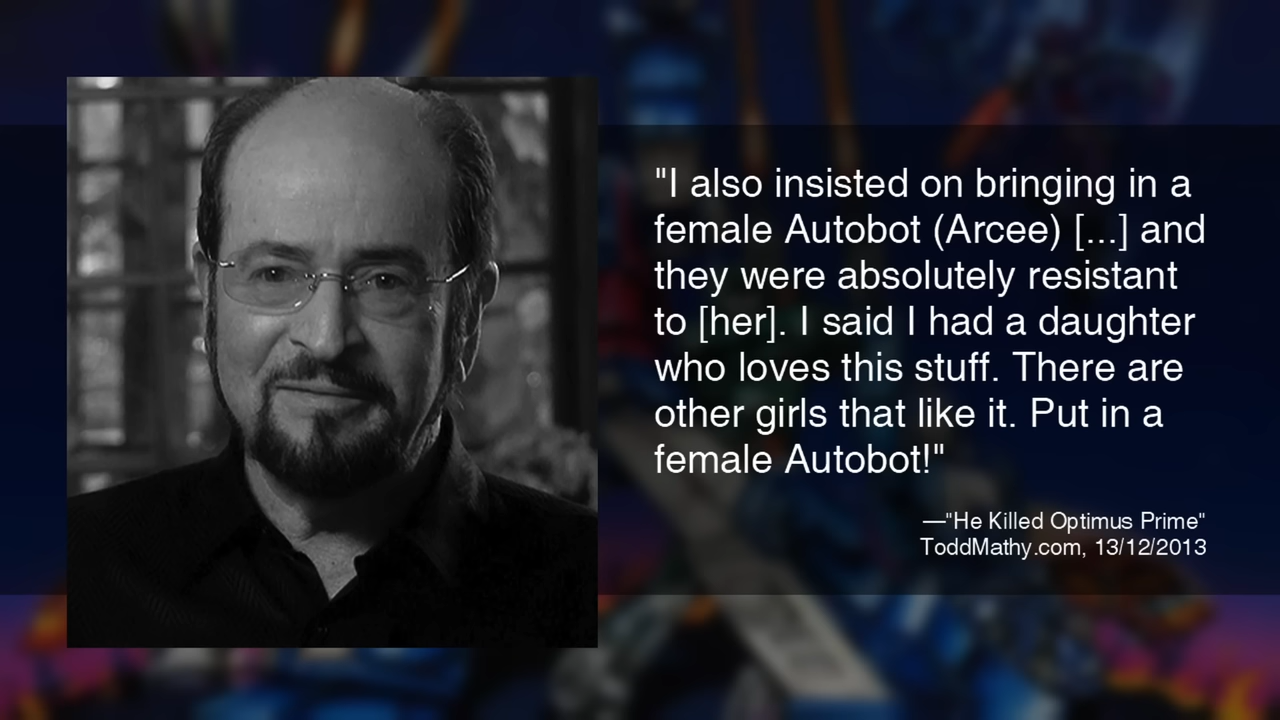 "I also insisted on bringing in a
female Autobot (Arcee) [...] and
they were absolutely resistant
to [her]. I said I had a daughter
who loves this stuff. There are
other girls that like it. Put in a
female Autobot!"
—"He Killed Optimus Prime"
ToddMathy.com, 13/12/2013